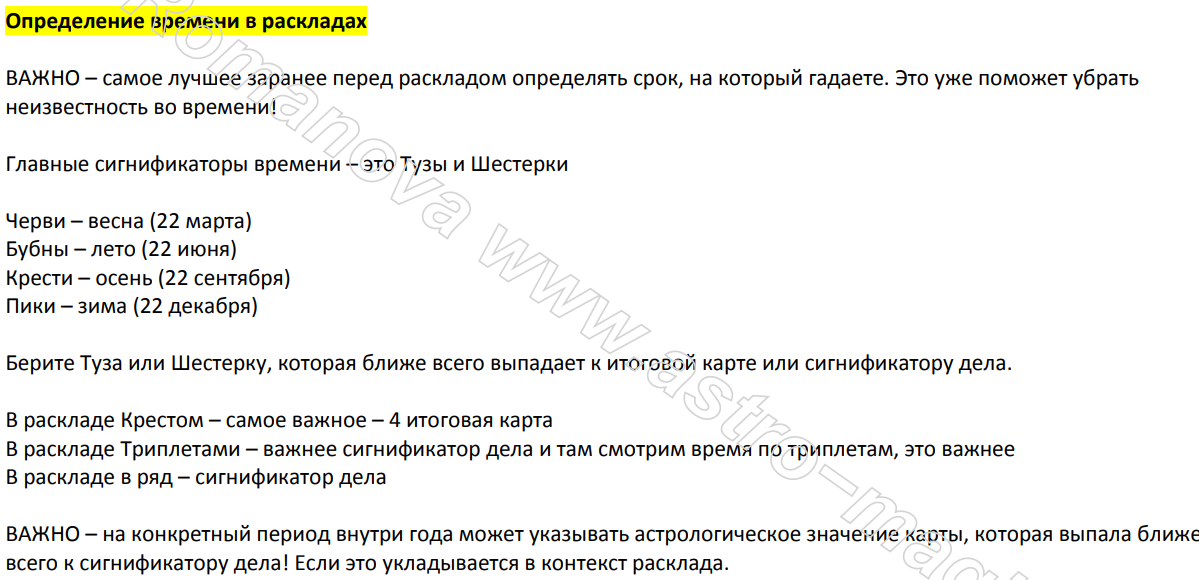 Определение времени в раскладах
ВАЖНО – самое лучшее заранее перед раскладом определять срок, на который гадаете. Это уже поможет убрать
неизвестность во времени!
Главные сигнификаторы времени – это Тузы и Шестерки
Черви – весна (22 марта)
Бубны – лето (22 июня)
Крести – осень (22 сентября)
Пики – зима (22 декабря)
Берите Туза или Шестерку, которая ближе всего выпадает к итоговой карте или сигнификатору дела.
В раскладе Крестом – самое важное – 4 итоговая карта
В раскладе Триплетами – важнее сигнификатор дела и там смотрим время по триплетам, это важнее
В раскладе в ряд – сигнификатор дела
ВАЖНО – на конкретный период внутри года может указывать астрологическое значение карты, которая выпала ближе
всего к сигнификатору дела! Если это укладывается в контекст расклада.
Romanova www.astro-mag